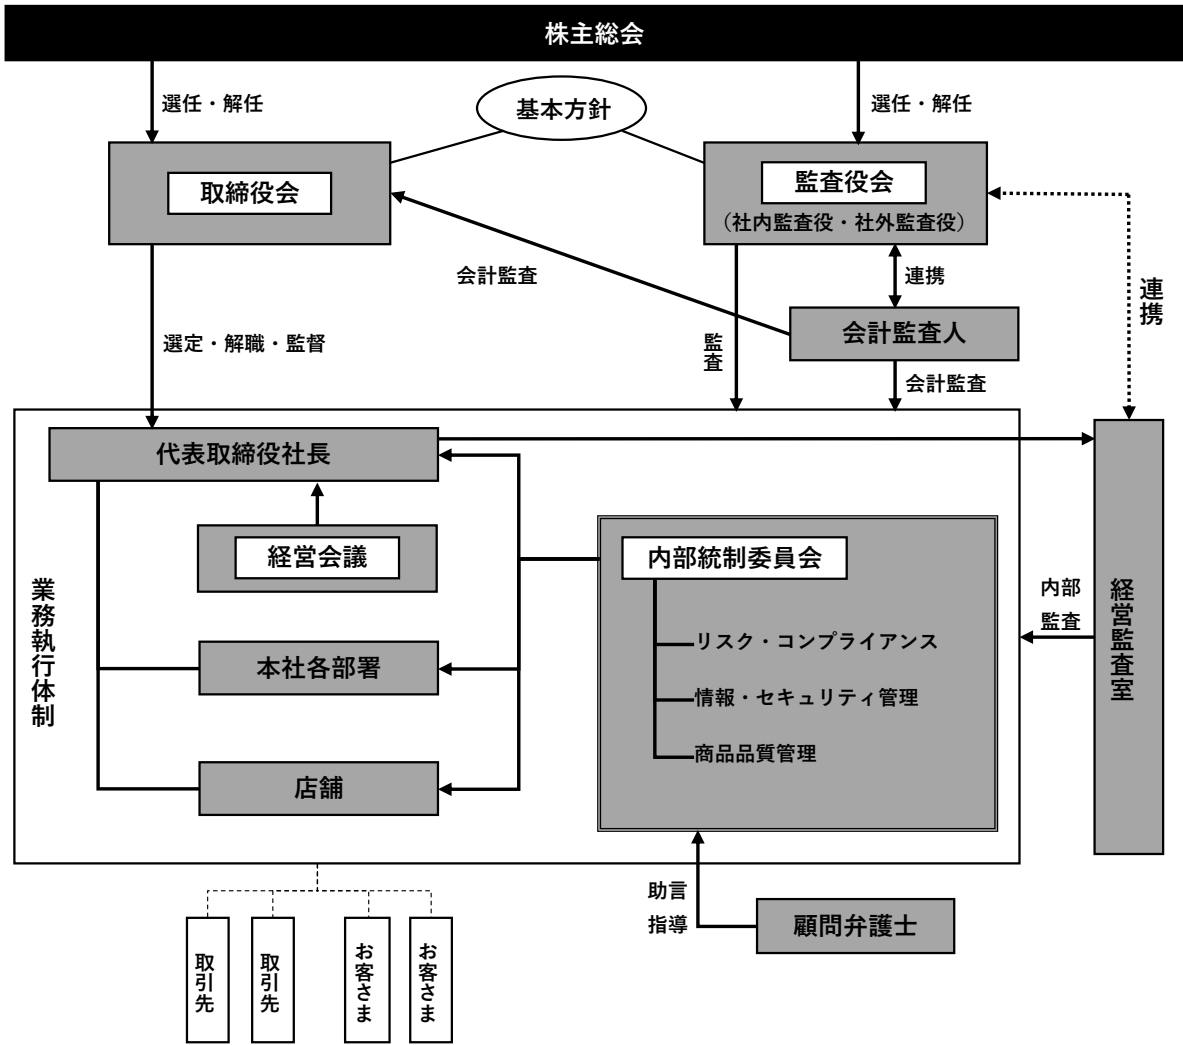 株主総会
選任・解任
基本方針
選任・解任
取締役会
監査役会
（社内監査役・社外監査役）
会計監査
連携
連携
会計監査人
選定・解職・監督
監査
会計監査
代表取締役社長
経営会議
内部統制委員会
業務執行体制
内部
監査
経営監査室
リスク・コンプライアンス
本社各部署
情報・セキュリティ管理
商品品質管理
店舗
助言
指導
顧問弁護士
取引先
取引先
お客さま
お客さま